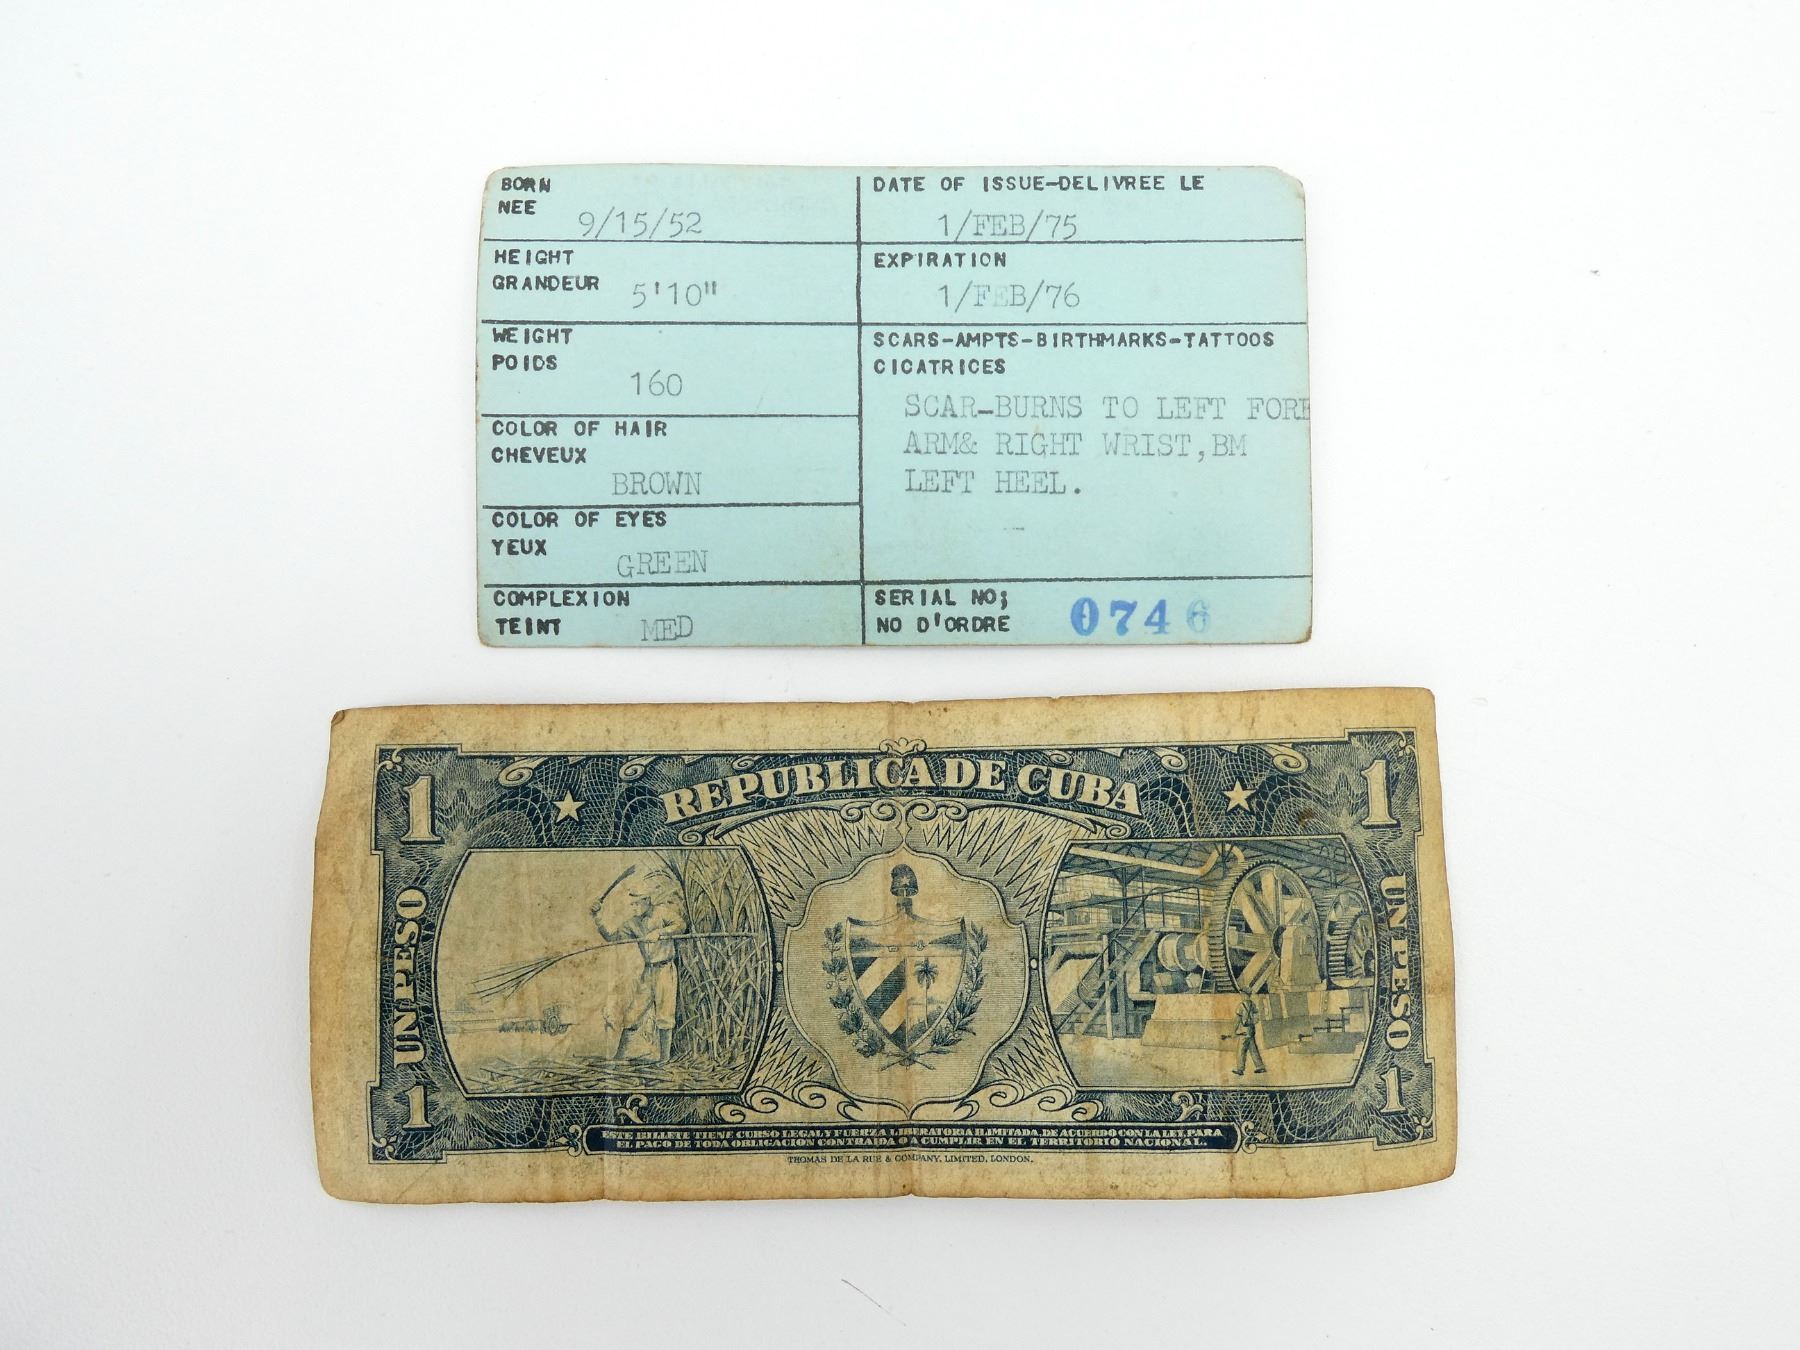 BORN
NEE
9/15/52
HEIGHT
GRANDEUR
5'10"
WEIGHT
POIDS
160
COLOR OF HAIR
CHEVEUX
BROWN
COLOR OF EYES
YEUX
GREEN
COMPLEXION
TEINT
MED
DATE OF ISSUE-DELIVREE LE
1/FEB/75
EXPIRATION
1/FEB/76
SCARS-AMPTS-BIRTHMARKS-TATTOOS
CICATRICES
SCAR-BURNS TO LEFT FORE
ARM& RIGHT WRIST,BM
LEFT HEEL.
SERIAL NO;
NO D'ORDRE
0746
REPUBLICA DE CUBA
1
1
UN PESO
UN PESO
1
1
ESTE BILLETE TIENE CURSO LEGAL Y FUERZA LIBERATORIA ILIMITADA, DE ACUERDO CON LA LEY, PARA
EL PAGO DE TODA OBLIGACION CONTRAIDA O A CUMPLIR EN EL TERRITORIO NACIONAL.
THOMAS DE LA RUE & COMPANY, LIMITED, LONDON.